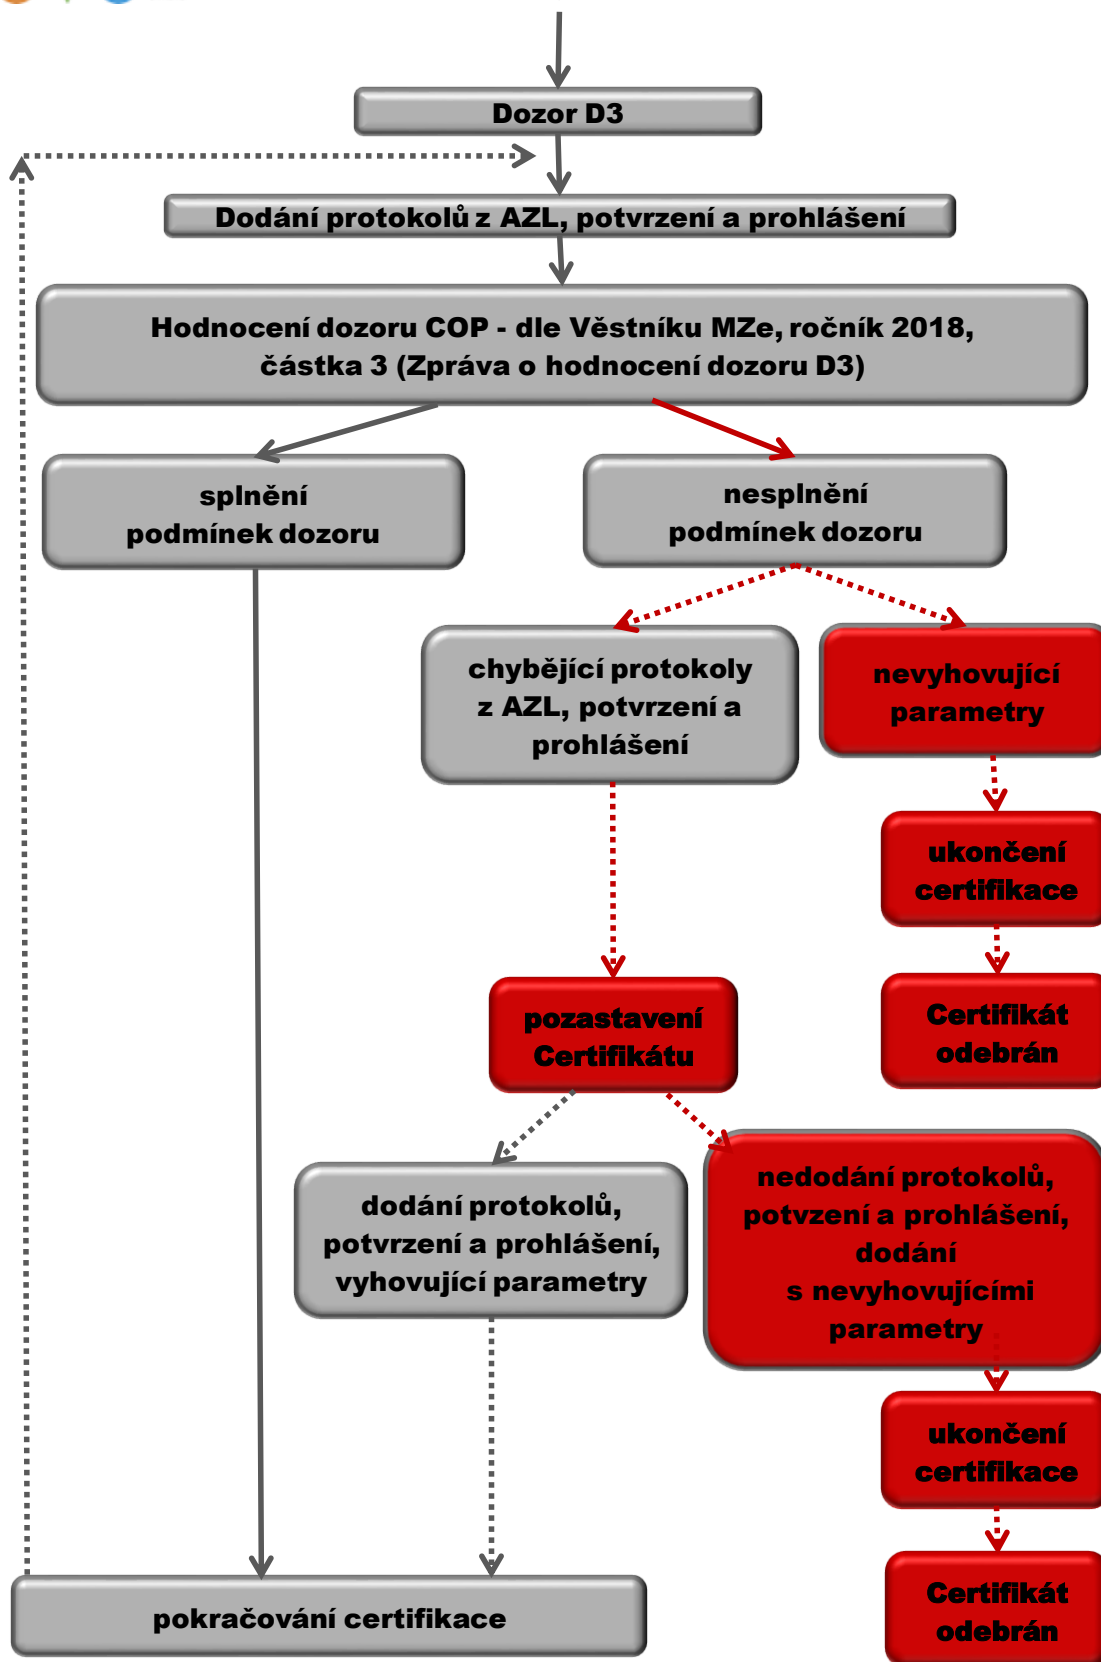 Dozor D3
Dodání protokolů z AZL, potvrzení a prohlášení
Hodnocení dozoru COP - dle Věstníku MZe, ročník 2018,
částka 3 (Zpráva o hodnocení dozoru D3)
splnění
podmínek dozoru
nesplnění
podmínek dozoru
chybějící protokoly
z AZL, potvrzení a
prohlášení
nevyhovující
parametry
ukončení
certifikace
pozastavení
Certifikátu
Certifikát
odebrán
dodání protokolů,
potvrzení a prohlášení,
vyhovující parametry
nedodání protokolů,
potvzení a prohlášení,
dodání
s nevyhovujícími
parametry
ukončení
certifikace
pokračování certifikace
Certifikát
odebrán